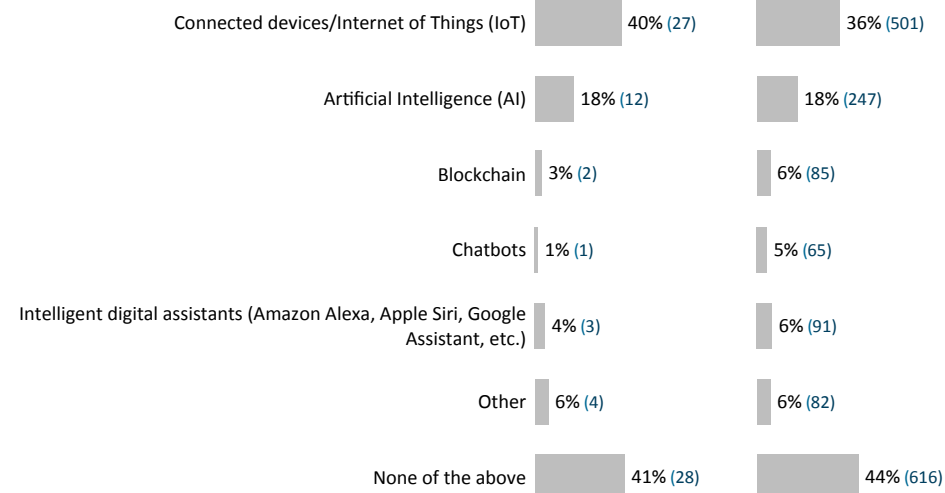 Connected devices/Internet of Things (IoT) 40% (27) 36% (501)
Artificial Intelligence (AI) 18% (12) 18% (247)
Blockchain 3% (2) 6% (85)
Chatbots 1% (1) 5% (65)
Intelligent digital assistants (Amazon Alexa, Apple Siri, Google
Assistant, etc.) 4% (3) 6% (91)
Other 6% (4) 6% (82)
None of the above 41% (28) 44% (616)